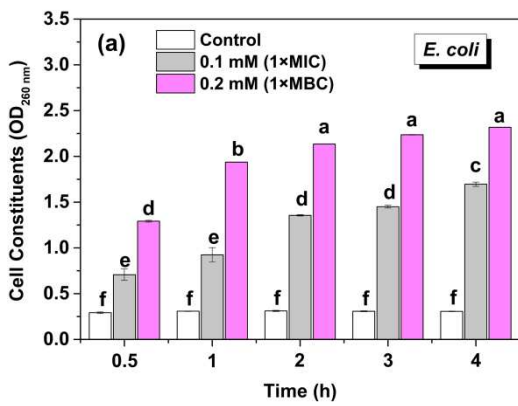 (a)
Control
0.1 mM (1×MIC)
0.2 mM (1×MBC)
E. coli
Cell Constituents (OD260 nm)
3.5
3.0
2.5
2.0
1.5
1.0
0.5
0.0
f e d
f e b
f d a
f d a
f c a
0.5 1 2 3 4
Time (h)